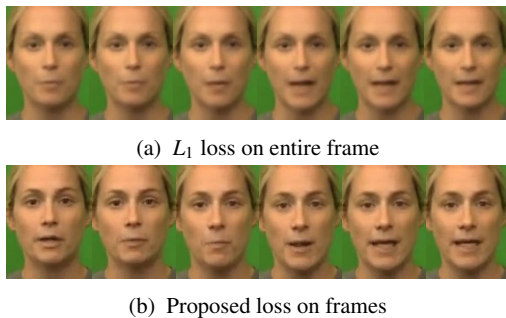 (a) L₁ loss on entire frame
(b) Proposed loss on frames